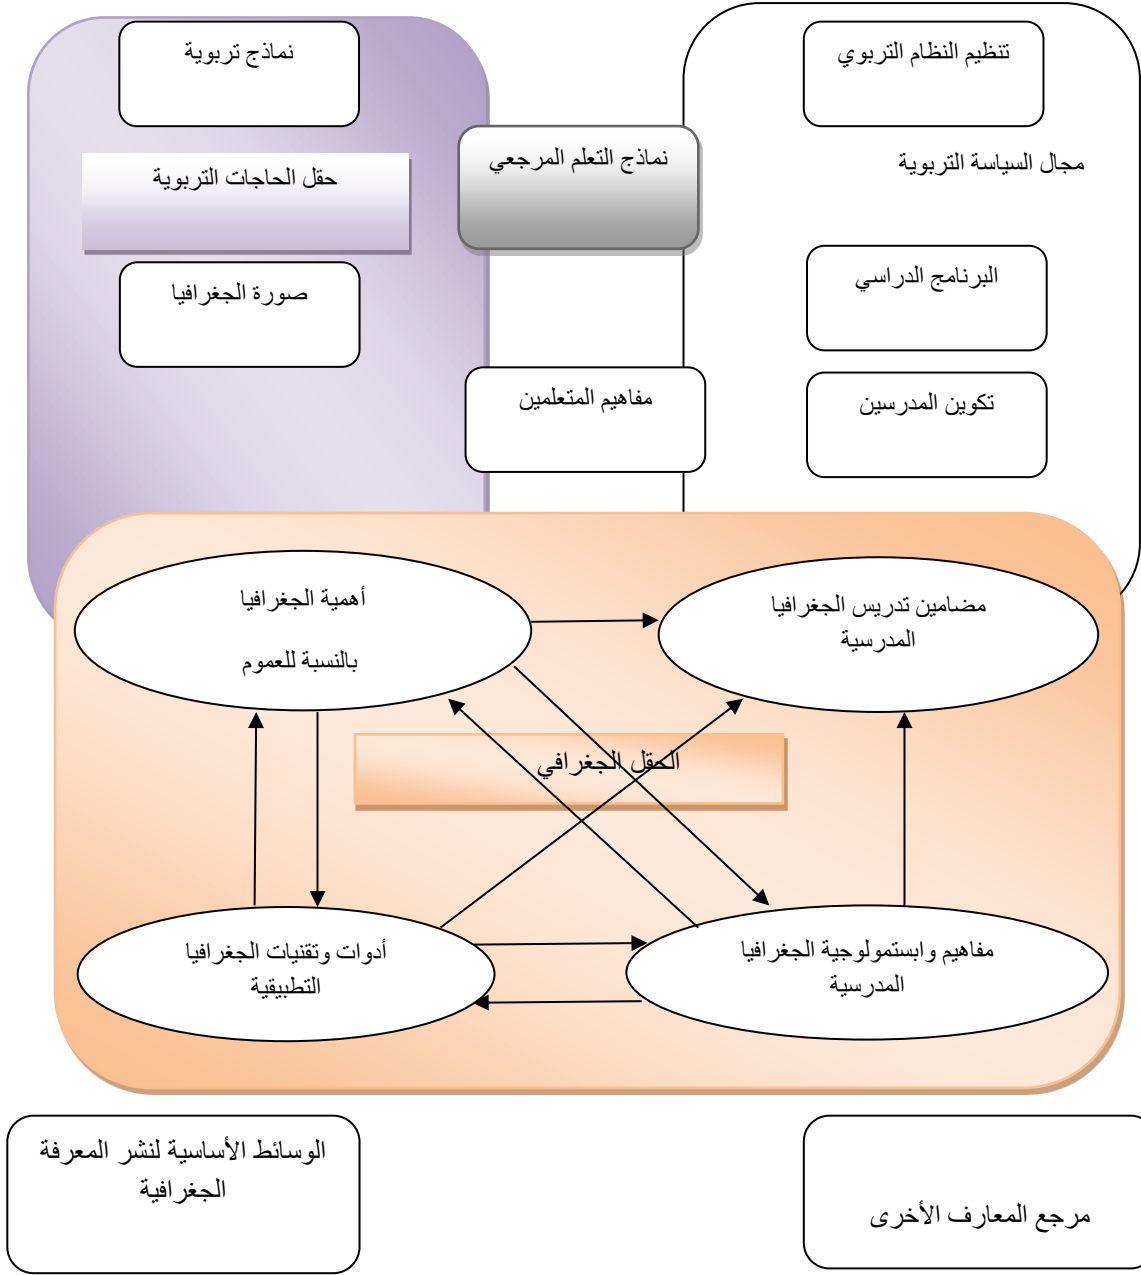 تنظيم النظام التربوي
نماذج تربوية
نماذج التعلم المرجعي
مجال السياسة التربوية
حقل الحاجات التربوية
البرنامج الدراسي
صورة الجغرافيا
مفاهيم المتعلمين
تكوين المدرسين
مضامين تدريس الجغرافيا
المدرسية
أهمية الجغرافيا
بالنسبة للعموم
الحقل الجغرافي
مفاهيم وابستمولوجية الجغرافيا
المدرسية
أدوات وتقنيات الجغرافيا
التطبيقية
مرجع المعارف الأخرى
الوسائط الأساسية لنشر المعرفة
الجغرافية